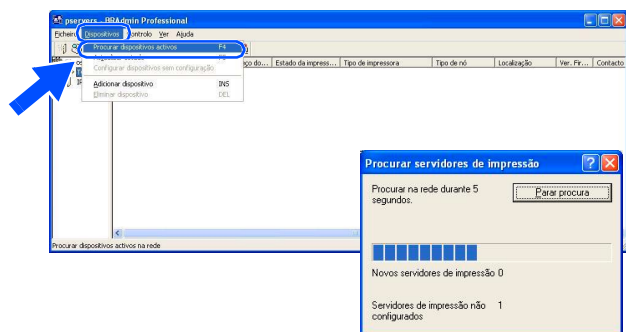 pservers - BRAdmin Professional
Ficheiro Dispositivos Controlo Ver Ajuda
Procurar dispositivos activos F4
Configurar dispositivos sem configuração
Adicionar dispositivo INS
Eliminar dispositivo DEL
Estado da impress... Tipo de impressora Tipo de nó Localização Ver. Fir... Contacto
Procurar dispositivos activos na rede
Procurar servidores de impressão
Procurar na rede durante 5
segundos.
Parar procura
Novos servidores de impressão 0
Servidores de impressão não 1
configurados